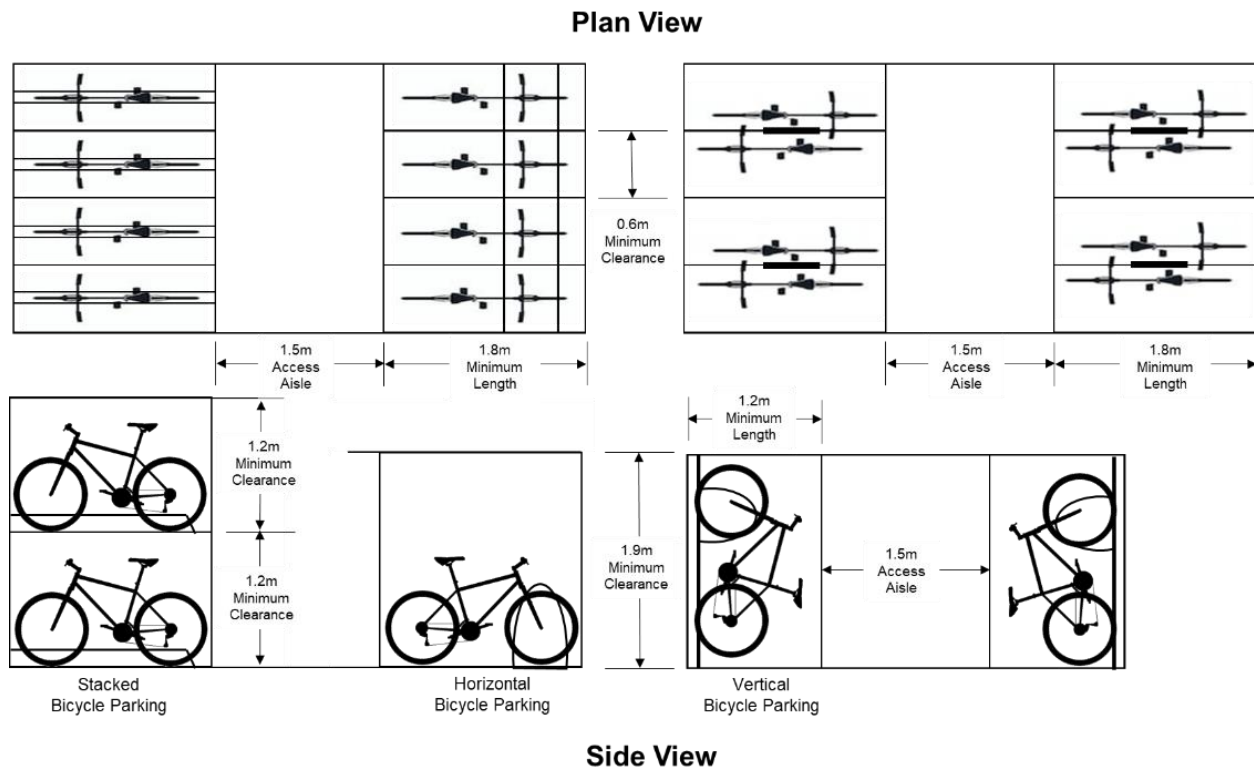 Plan View
0.6m
Minimum
Clearance
1.5m
Access
Aisle
1.8m
Minimum
Length
1.5m
Access
Aisle
1.8m
Minimum
Length
1.2m
Minimum
Clearance
1.2m
Minimum
Clearance
1.9m
Minimum
Clearance
1.2m
Minimum
Length
1.5m
Access
Aisle
Stacked
Bicycle Parking
Horizontal
Bicycle Parking
Vertical
Bicycle Parking
Side View